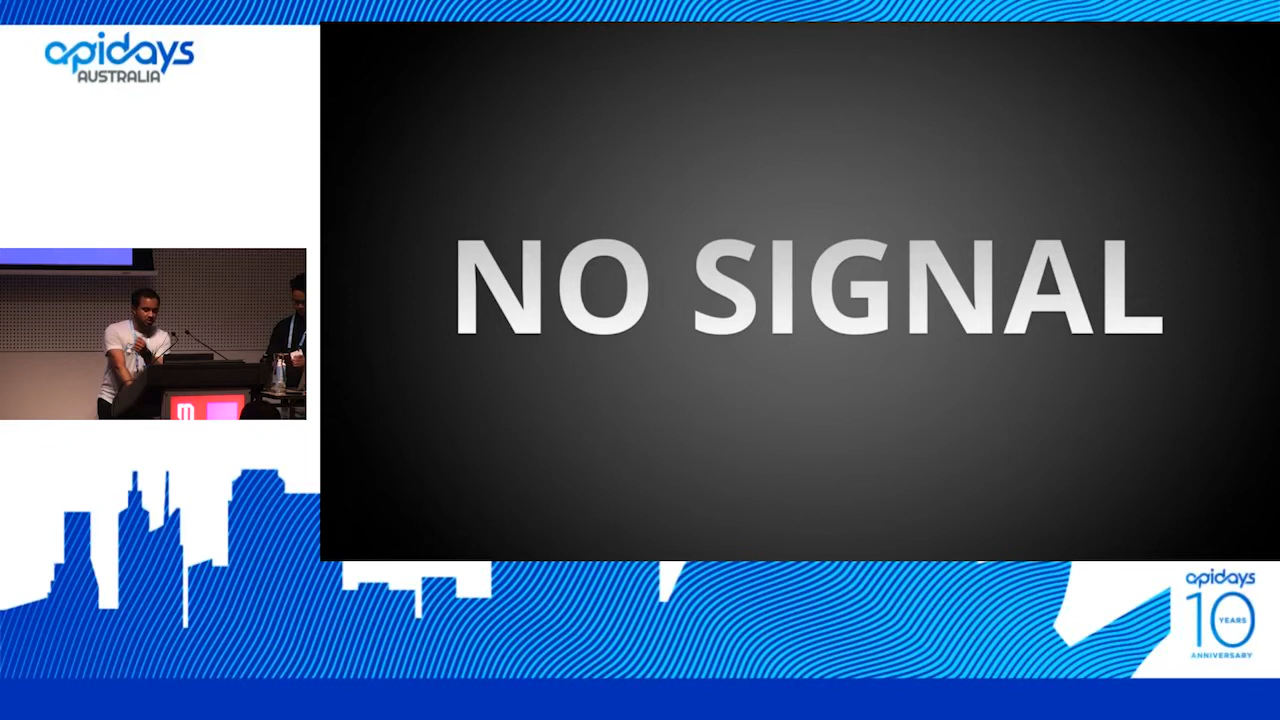 apidays
AUSTRALIA
NO SIGNAL
m
apidays
10
YEARS
ANNIVERSARY